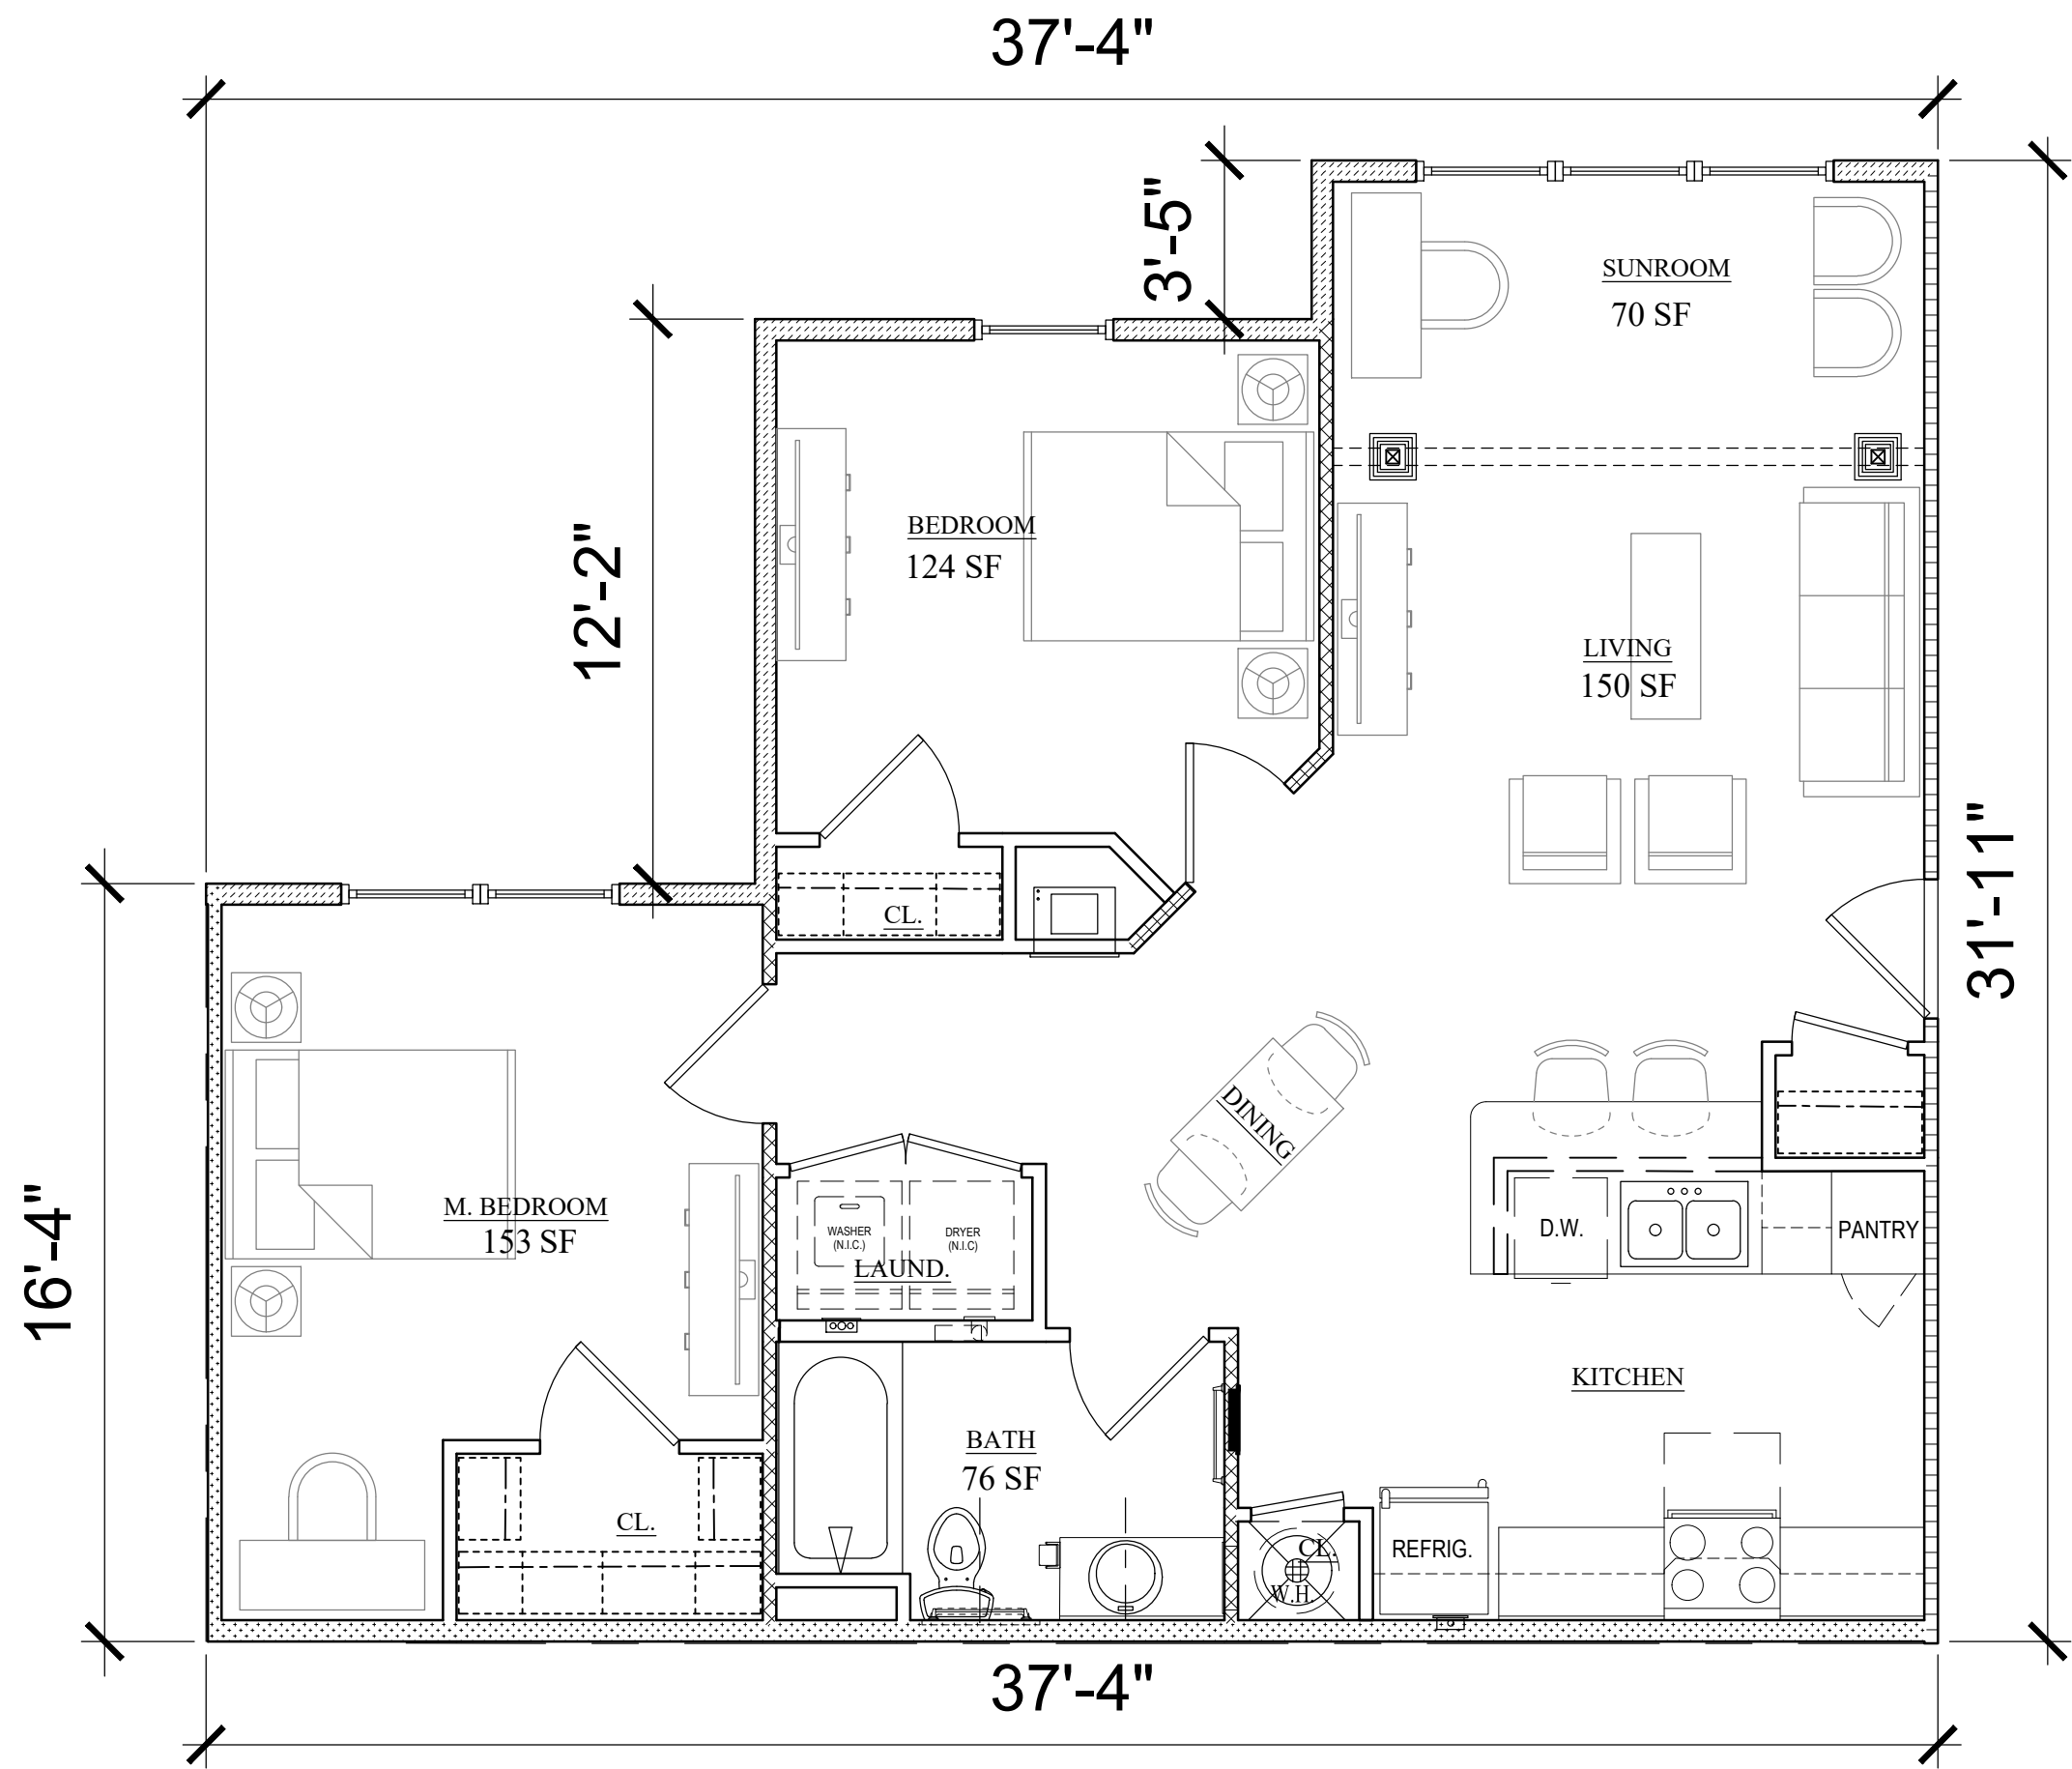 37'-4"
3'-5"
SUNROOM
70 SF
12'-2"
BEDROOM
124 SF
LIVING
150 SF
31'-11"
CL.
DINING
16'-4"
M. BEDROOM
153 SF
WASHER
(N.I.C.)
DRYER
(N.I.C)
LAUND.
D.W.
PANTRY
KITCHEN
BATH
76 SF
CL.
CL.
W.H.
REFRIG.
37'-4"